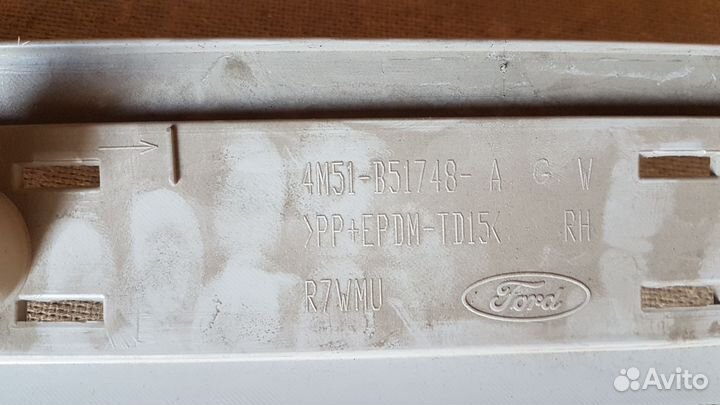 4M51-B51748- A G W
>PP+EPDM-TD15< RH
R7WMU Ford
Avito